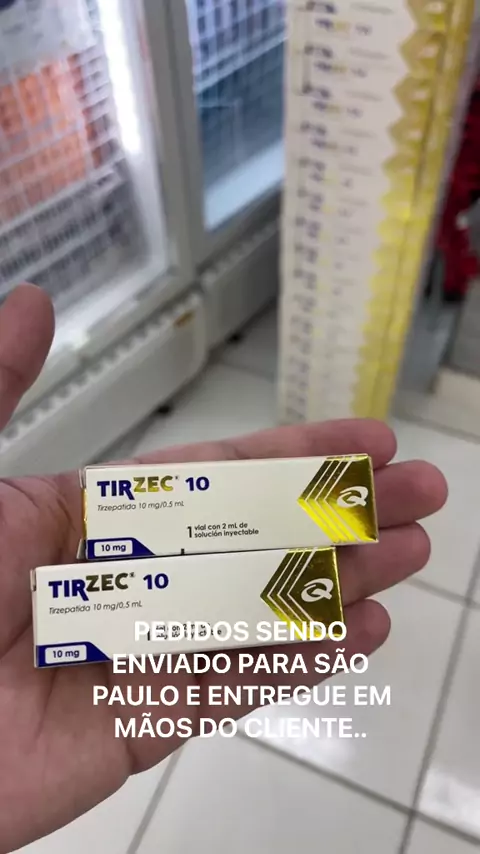 TIRZEC® 10
Tirzepatida 10 mg/0.5 mL
1 vial con 2 mL de
solución inyectable
10 mg
TIRZEC® 10
Tirzepatida 10 mg/0,5 mL
10 mg
PEDIDOS SENDO
ENVIADO PARA SÃO
PAULO E ENTREGUE EM
MÃOS DO CLIENTE..